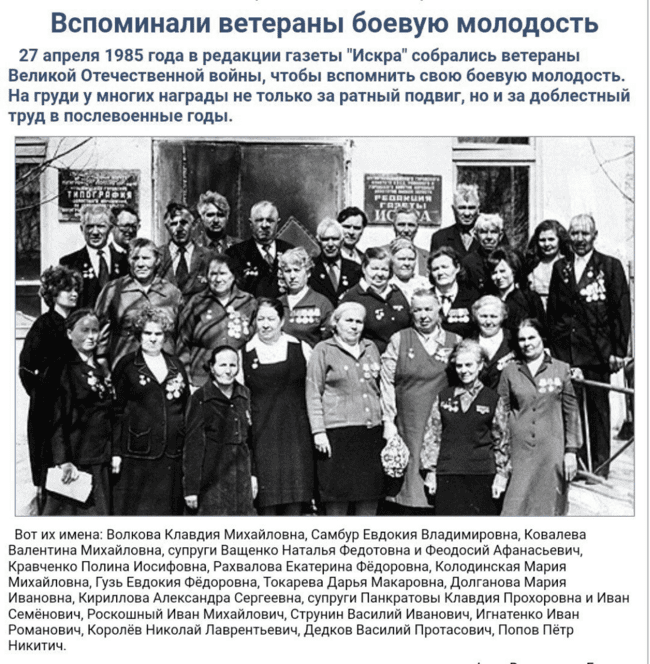 Вспоминали ветераны боевую молодость
27 апреля 1985 года в редакции газеты "Искра" собрались ветераны
Великой Отечественной войны, чтобы вспомнить свою боевую молодость.
На груди у многих награды не только за ратный подвиг, но и за доблестный
труд в послевоенные годы.
ТИПОГРАФИЯ
РЕДАКЦИЯ
ГАЗЕТЫ
ИСКРА
Вот их имена: Волкова Клавдия Михайловна, Самбур Евдокия Владимировна, Ковалева
Валентина Михайловна, супруги Ващенко Наталья Федотовна и Феодосий Афанасьевич,
Кравченко Полина Иосифовна, Рахвалова Екатерина Фёдоровна, Колодинская Мария
Михайловна, Гузь Евдокия Фёдоровна, Токарева Дарья Макаровна, Долганова Мария
Ивановна, Кириллова Александра Сергеевна, супруги Панкратовы Клавдия Прохоровна и Иван
Семёнович, Роскошный Иван Михайлович, Струнин Василий Иванович, Игнатенко Иван
Романович, Королёв Николай Лаврентьевич, Дедков Василий Протасович, Попов Пётр
Никитич.